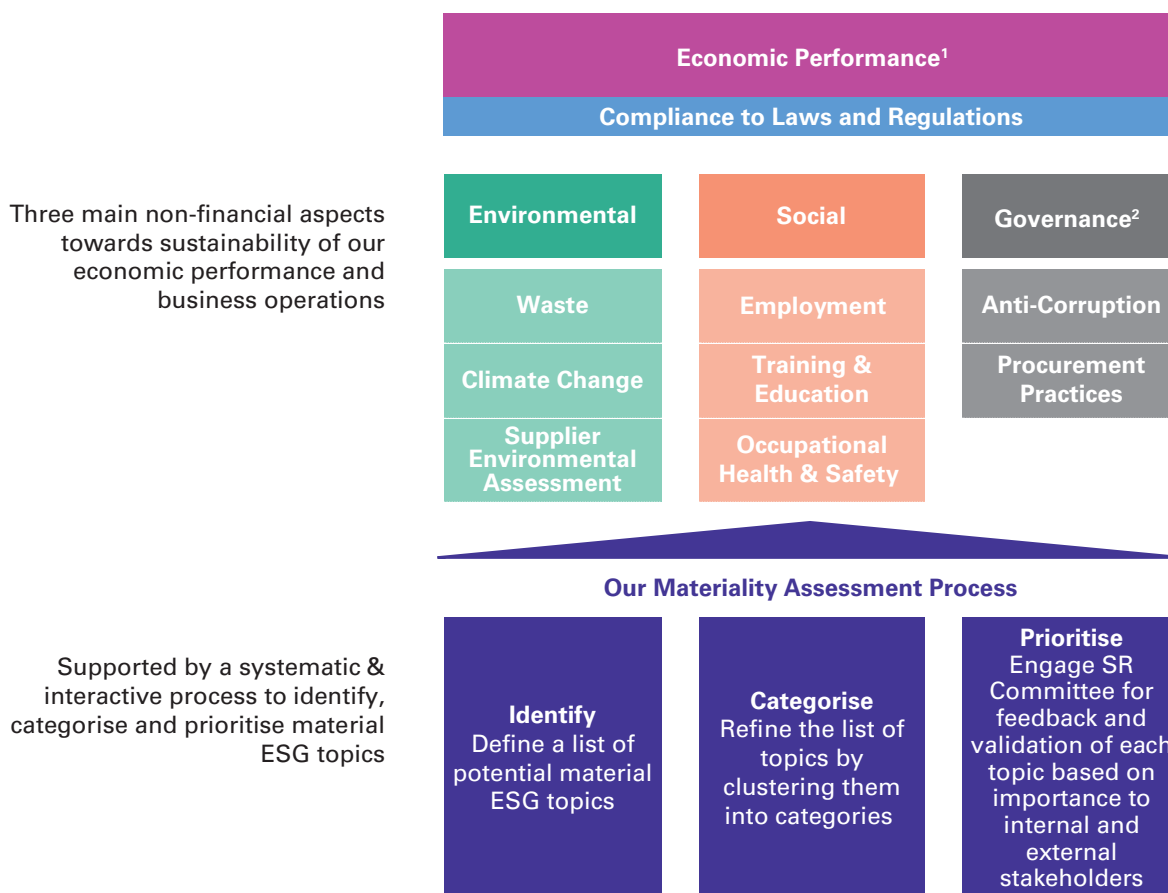 Economic Performance¹
Compliance to Laws and Regulations
Three main non-financial aspects
towards sustainability of our
economic performance and
business operations
Environmental
Waste
Climate Change
Supplier
Environmental
Assessment
Social
Employment
Training &
Education
Occupational
Health & Safety
Governance²
Anti-Corruption
Procurement
Practices
Our Materiality Assessment Process
Supported by a systematic &
interactive process to identify,
categorise and prioritise material
ESG topics
Identify
Define a list of
potential material
ESG topics
Categorise
Refine the list of
topics by
clustering them
into categories
Prioritise
Engage SR
Committee for
feedback and
validation of each
topic based on
importance to
internal and
external
stakeholders